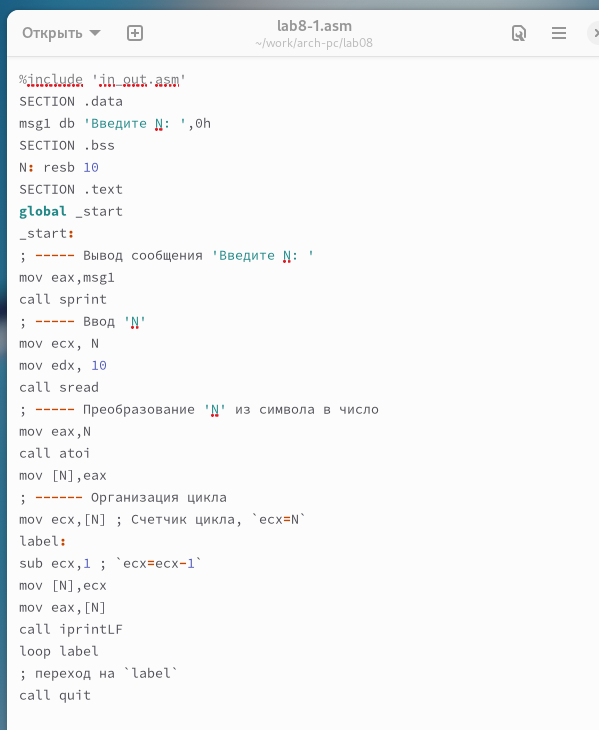 Открыть
lab8-1.asm
~/work/arch-pc/lab08
%include 'in_out.asm'
SECTION .data
msg1 db 'Введите N: ',0h
SECTION .bss
N: resb 10
SECTION .text
global _start
_start:
; ----- Вывод сообщения 'Введите N: '
mov eax,msg1
call sprint
; ----- Ввод 'N'
mov ecx, N
mov edx, 10
call sread
; ----- Преобразование 'N' из символа в число
mov eax,N
call atoi
mov [N],eax
; ------ Организация цикла
mov ecx,[N] ; Счетчик цикла, `ecx=N`
label:
sub ecx,1 ; `ecx=ecx-1`
mov [N],ecx
mov eax,[N]
call iprintLF
loop label
; переход на `label`
call quit